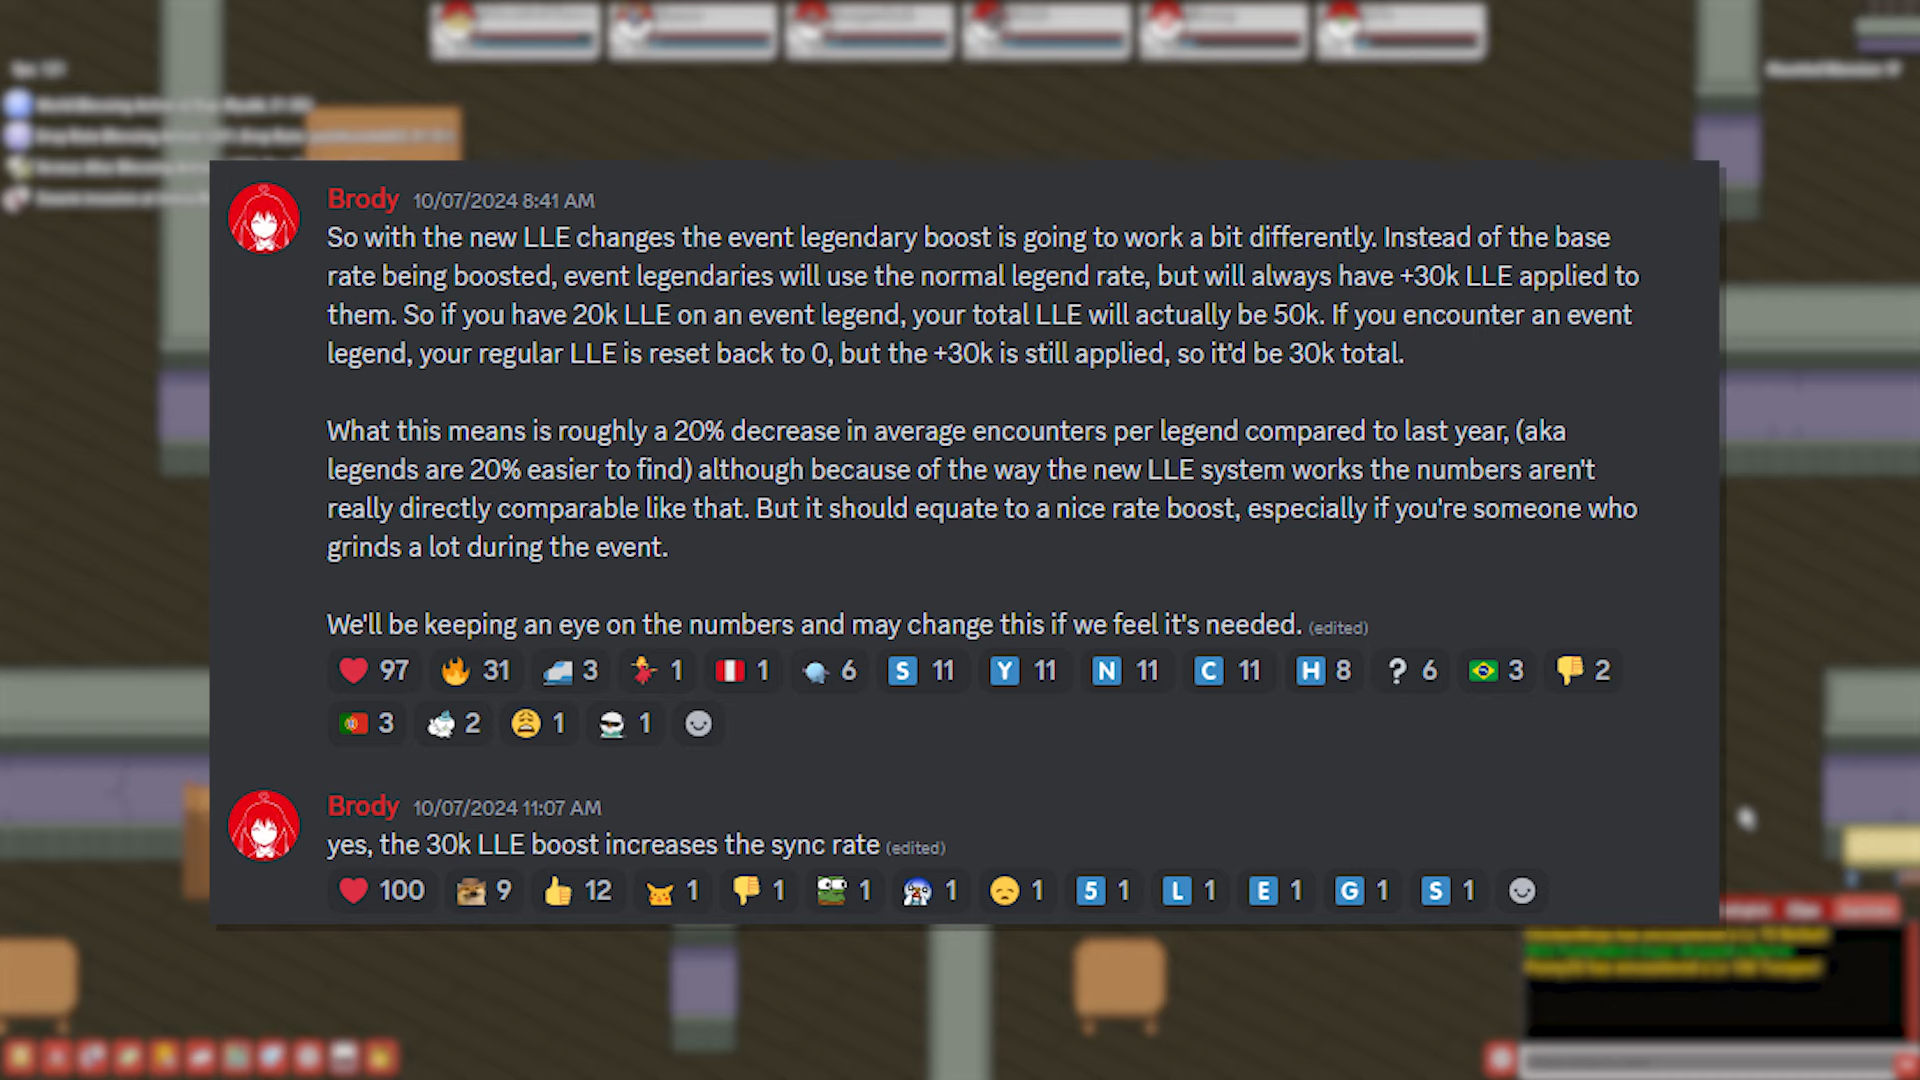 Brody 10/07/2024 8:41 AM
So with the new LLE changes the event legendary boost is going to work a bit differently. Instead of the base
rate being boosted, event legendaries will use the normal legend rate, but will always have +30k LLE applied to
them. So if you have 20k LLE on an event legend, your total LLE will actually be 50k. If you encounter an event
legend, your regular LLE is reset back to 0, but the +30k is still applied, so it'd be 30k total.
What this means is roughly a 20% decrease in average encounters per legend compared to last year, (aka
legends are 20% easier to find) although because of the way the new LLE system works the numbers aren't
really directly comparable like that. But it should equate to a nice rate boost, especially if you're someone who
grinds a lot during the event.
We'll be keeping an eye on the numbers and may change this if we feel it's needed. (edited)
97 31 3 1 1 6 S 11 Y 11 N 11 C 11 H 8 ? 6 3 2
3 2 1 1
Brody 10/07/2024 11:07 AM
yes, the 30k LLE boost increases the sync rate (edited)
100 9 12 1 1 1 1 1 5 1 L 1 E 1 G 1 S 1